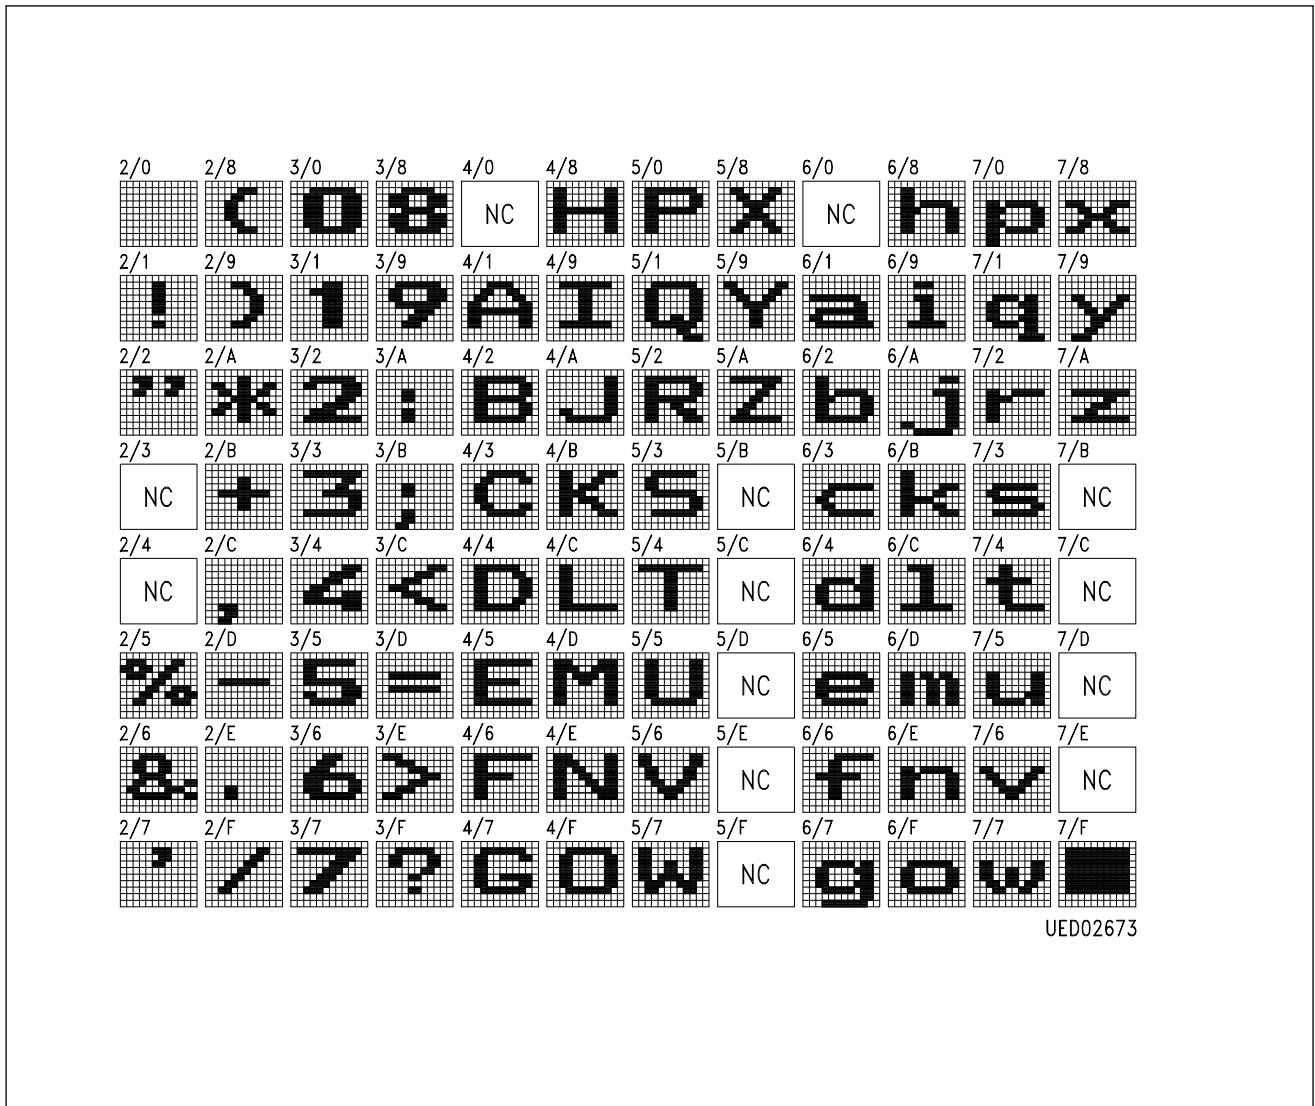 2/0 2/8 3/0 3/8 4/0 4/8 5/0 5/8 6/0 6/8 7/0 7/8
( 0 8 NC H P X NC h p x
2/1 2/9 3/1 3/9 4/1 4/9 5/1 5/9 6/1 6/9 7/1 7/9
! ) 1 9 A I Q Y a i q y
2/2 2/A 3/2 3/A 4/2 4/A 5/2 5/A 6/2 6/A 7/2 7/A
" * 2 : B J R Z b j r z
2/3 2/B 3/3 3/B 4/3 4/B 5/3 5/B 6/3 6/B 7/3 7/B
NC + 3 ; C K S NC c k s NC
2/4 2/C 3/4 3/C 4/4 4/C 5/4 5/C 6/4 6/C 7/4 7/C
NC , 4 < D L T NC d l t NC
2/5 2/D 3/5 3/D 4/5 4/D 5/5 5/D 6/5 6/D 7/5 7/D
% - 5 = E M U NC e m u NC
2/6 2/E 3/6 3/E 4/6 4/E 5/6 5/E 6/6 6/E 7/6 7/E
& . 6 > F N V NC f n v NC
2/7 2/F 3/7 3/F 4/7 4/F 5/7 5/F 6/7 6/F 7/7 7/F
' / 7 ? G O W NC g o w █
UED02673